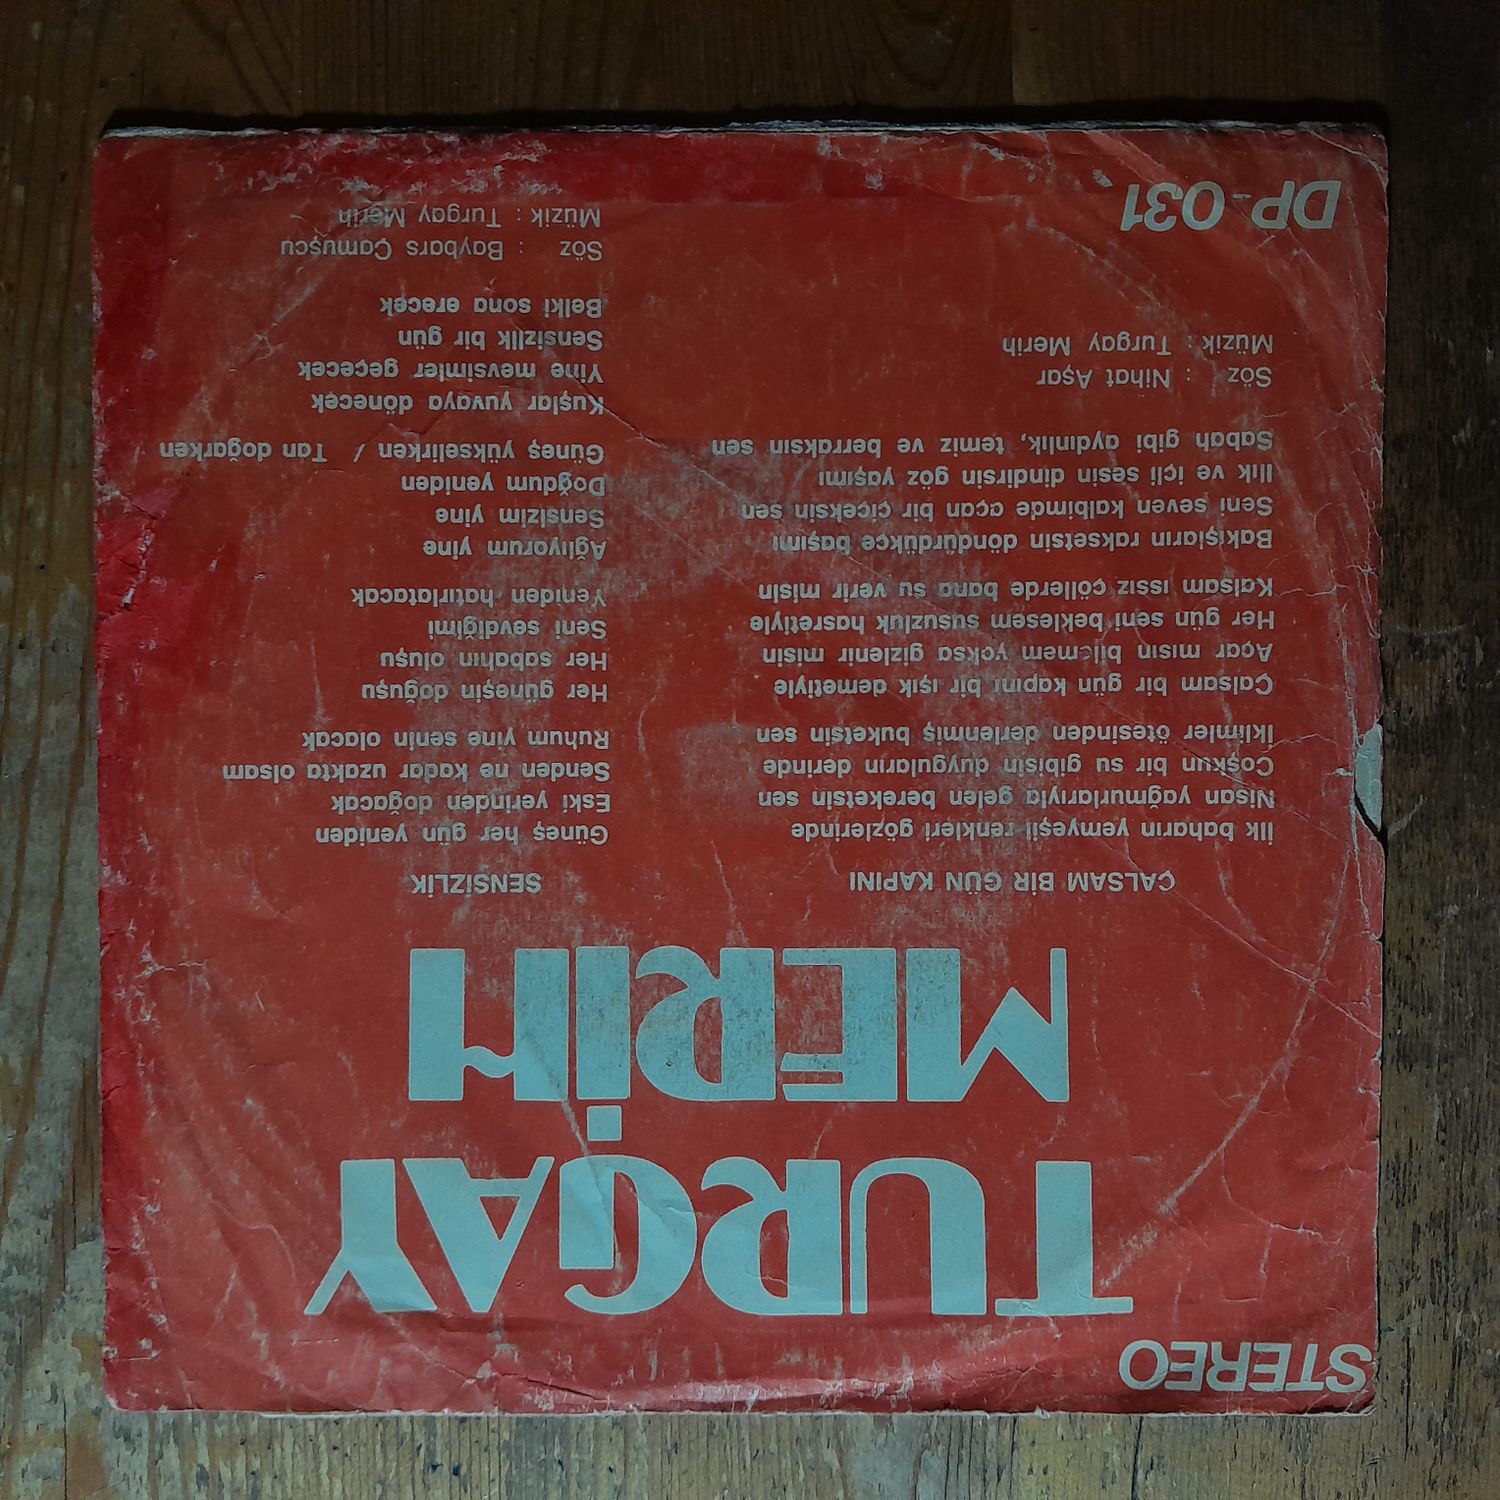 STEREO
TURGAY
MERİH
ÇALSAM BİR GÜN KAPINI
İlk baharın yemyeşil renkleri gözlerinde
Nisan yağmurlarıyla gelen bereketsin sen
Coşkun bir su gibisin duyguların derinde
İklimler ötesinden derlenmiş buketsin sen
Çalsam bir gün kapını bir ışık demetiyle
Açar mısın bilmem yoksa gizlenir misin
Her gün seni beklesem susuzluk hasretiyle
Kalsam ıssız çöllerde bana su verir misin
Bakışların raksetsin döndürdükçe başımı
Seni seven kalbimde açan bir çiçeksin sen
Ilık ve içli sesin dindirsin göz yaşımı
Sabah gibi aydınlık, temiz ve berraksın sen
Söz : Nihat Aşar
Müzik : Turgay Merih
SENSİZLİK
Güneş her gün yeniden
Eski yerinden doğacak
Senden ne kadar uzakta olsam
Ruhum yine senin olacak
Her güneşin doğuşu
Her sabahın oluşu
Seni sevdiğimi
Yeniden hatırlatacak
Ağlıyorum yine
Sensizim yine
Doğdum yeniden
Güneş yükselirken / Tan doğarken
Kuşlar yuvaya dönecek
Yine mevsimler geçecek
Sensizlik bir gün
Belki sona erecek
Söz : Baybars Çamuşcu
Müzik : Turgay Merih
DP-031